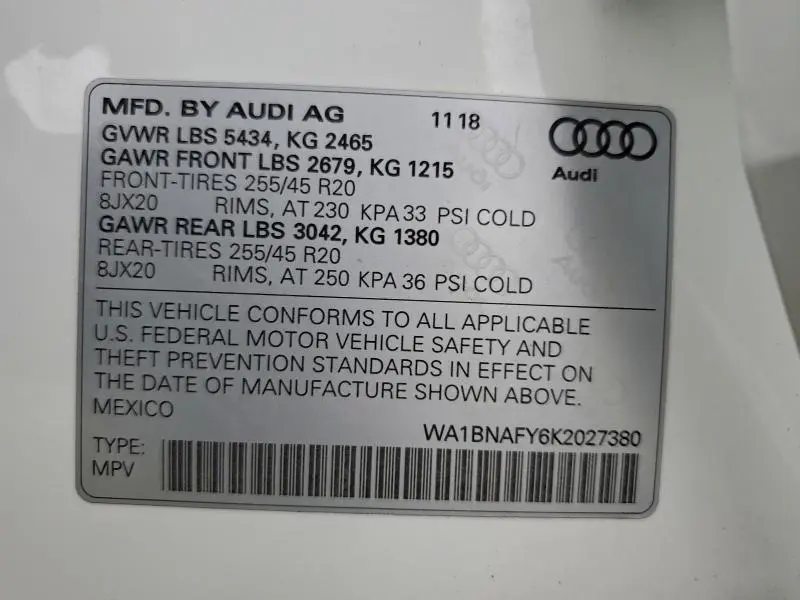 MFD. BY AUDI AG 11 18
GVWR LBS 5434, KG 2465
GAWR FRONT LBS 2679, KG 1215
FRONT-TIRES 255/45 R20
8JX20 RIMS, AT 230 KPA 33 PSI COLD
GAWR REAR LBS 3042, KG 1380
REAR-TIRES 255/45 R20
8JX20 RIMS, AT 250 KPA 36 PSI COLD
Audi
THIS VEHICLE CONFORMS TO ALL APPLICABLE
U.S. FEDERAL MOTOR VEHICLE SAFETY AND
THEFT PREVENTION STANDARDS IN EFFECT ON
THE DATE OF MANUFACTURE SHOWN ABOVE.
MEXICO
WA1BNAFY6K2027380
TYPE:
MPV